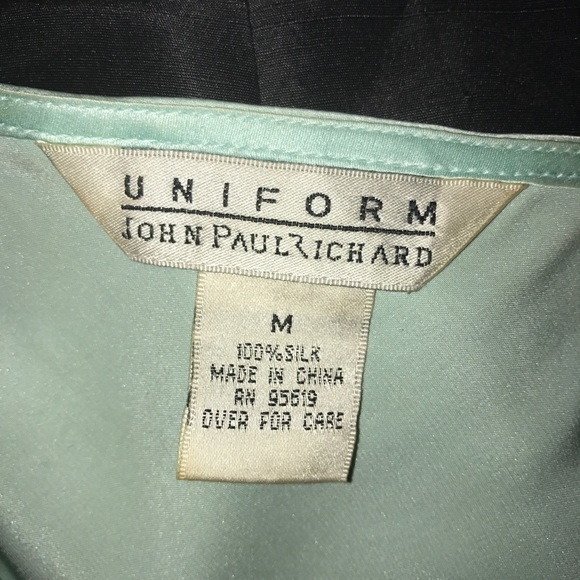 UNIFORM
JOHN PAUL RICHARD
M
100% SILK
MADE IN CHINA
RN 95619
OVER FOR CARE